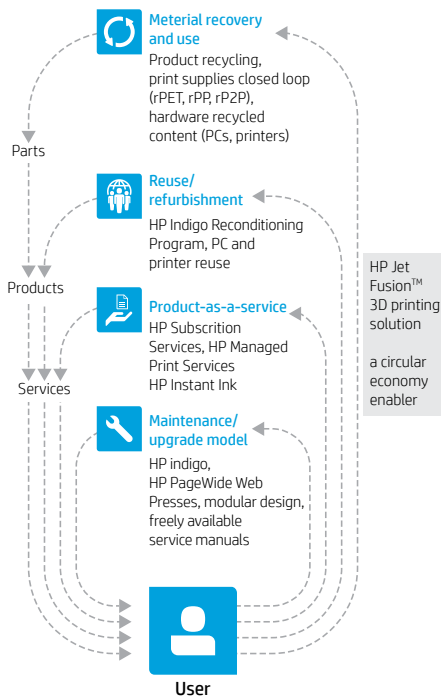 Meterial recovery
and use
Product recycling,
print supplies closed loop
(rPET, rPP, rP2P),
hardware recycled
content (PCs, printers)
Parts
Reuse/
refurbishment
HP Indigo Reconditioning
Program, PC and
printer reuse
Products
HP Jet
Fusion™
3D printing
solution
a circular
economy
enabler
Product-as-a-service
HP Subscrition
Services, HP Managed
Print Services
HP Instant Ink
Services
Maintenance/
upgrade model
HP indigo,
HP PageWide Web
Presses, modular design,
freely available
service manuals
User